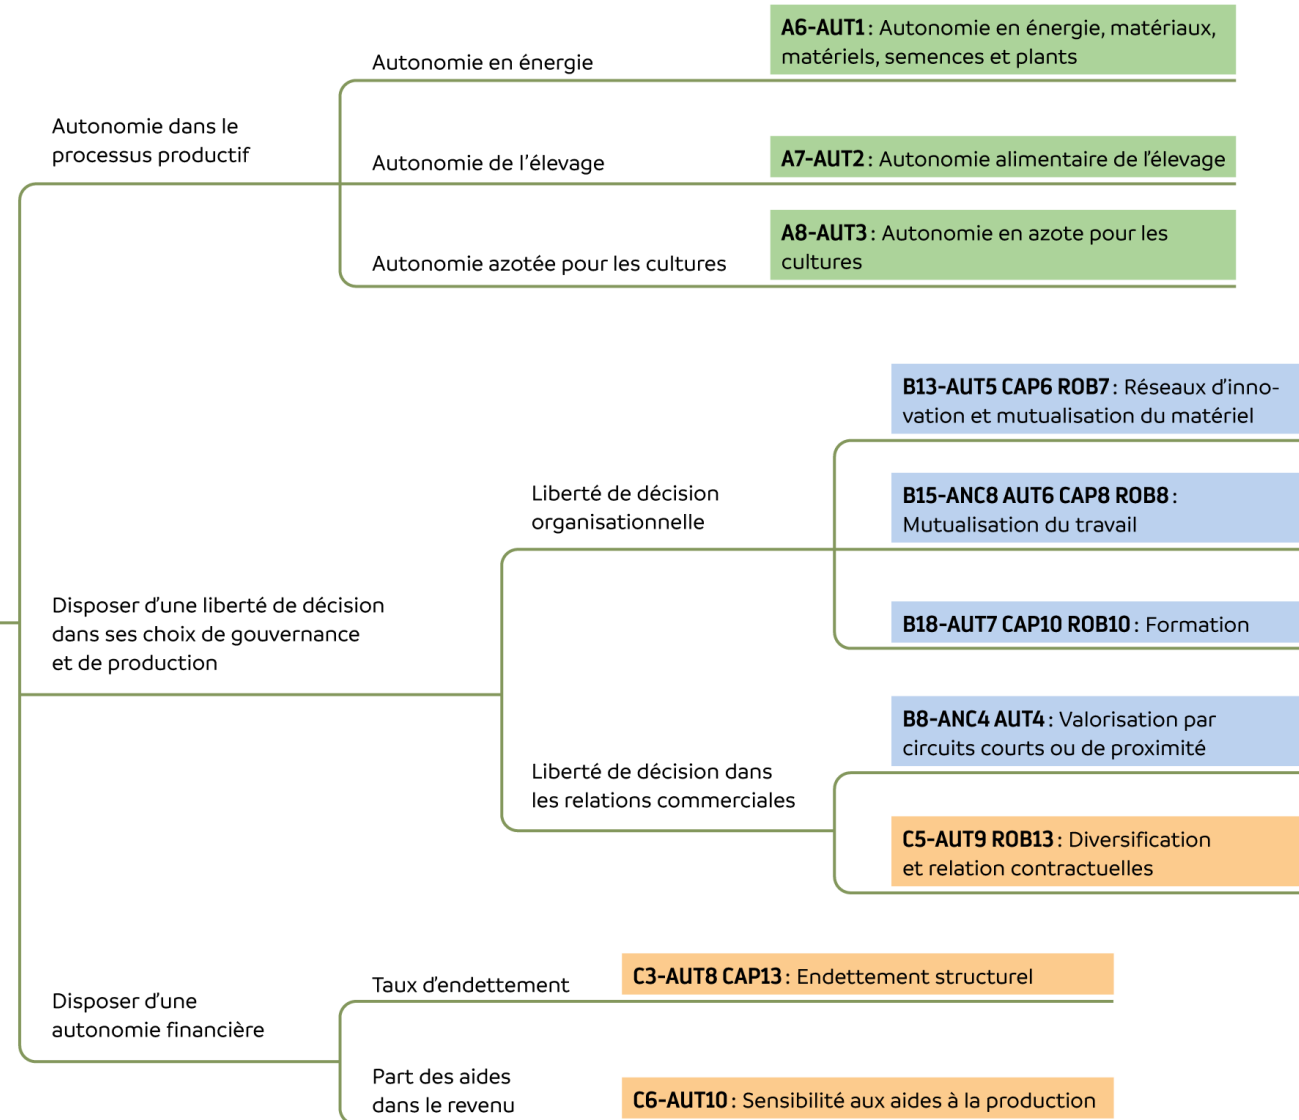 Autonomie dans le
processus productif
Autonomie en énergie
A6-AUT1 : Autonomie en énergie, matériaux,
matériels, semences et plants
Autonomie de l'élevage
A7-AUT2 : Autonomie alimentaire de l'élevage
Autonomie azotée pour les cultures
A8-AUT3 : Autonomie en azote pour les
cultures
Disposer d'une liberté de décision
dans ses choix de gouvernance
et de production
Liberté de décision
organisationnelle
B13-AUT5 CAP6 ROB7 : Réseaux d'inno-
vation et mutualisation du matériel
B15-ANC8 AUT6 CAP8 ROB8 :
Mutualisation du travail
B18-AUT7 CAP10 ROB10 : Formation
Liberté de décision dans
les relations commerciales
B8-ANC4 AUT4 : Valorisation par
circuits courts ou de proximité
C5-AUT9 ROB13 : Diversification
et relation contractuelles
Disposer d'une
autonomie financière
Taux d'endettement
C3-AUT8 CAP13 : Endettement structurel
Part des aides
dans le revenu
C6-AUT10 : Sensibilité aux aides à la production